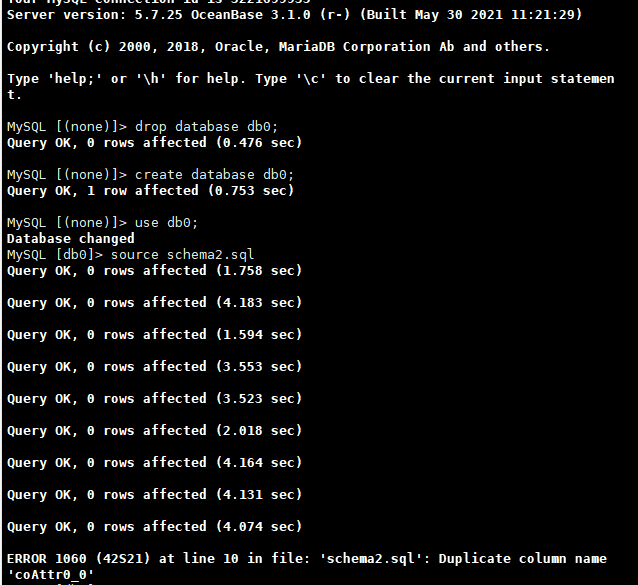 Server version: 5.7.25 OceanBase 3.1.0 (r-) (Built May 30 2021 11:21:29)
Copyright (c) 2000, 2018, Oracle, MariaDB Corporation Ab and others.
Type 'help;' or '\h' for help. Type '\c' to clear the current input statemen
t.
MySQL [(none)]> drop database db0;
Query OK, 0 rows affected (0.476 sec)
MySQL [(none)]> create database db0;
Query OK, 1 row affected (0.753 sec)
MySQL [(none)]> use db0;
Database changed
MySQL [db0]> source schema2.sql
Query OK, 0 rows affected (1.758 sec)
Query OK, 0 rows affected (4.183 sec)
Query OK, 0 rows affected (1.594 sec)
Query OK, 0 rows affected (3.553 sec)
Query OK, 0 rows affected (3.523 sec)
Query OK, 0 rows affected (2.018 sec)
Query OK, 0 rows affected (4.164 sec)
Query OK, 0 rows affected (4.131 sec)
Query OK, 0 rows affected (4.074 sec)
ERROR 1060 (42S21) at line 10 in file: 'schema2.sql': Duplicate column name
'coAttr0_0'